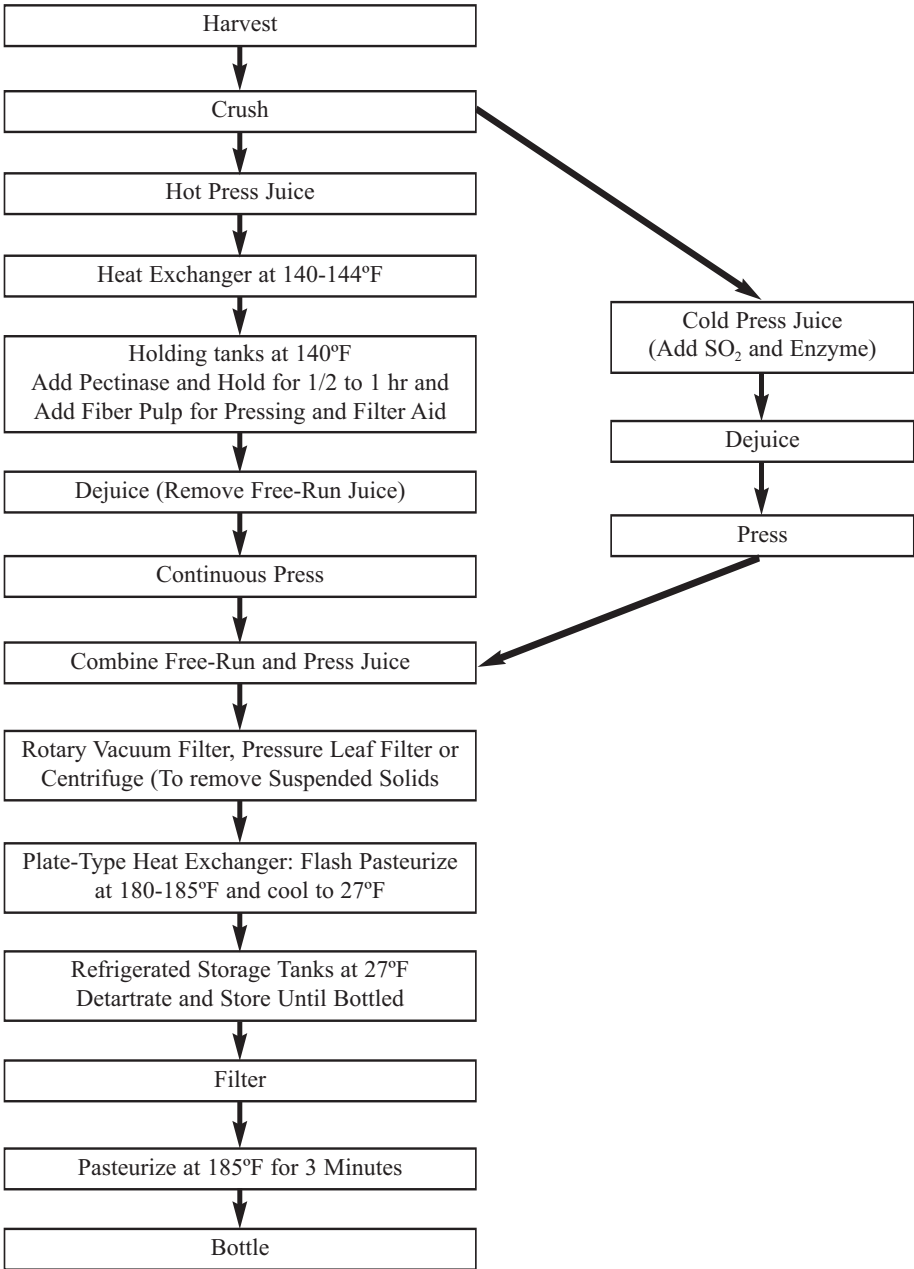 Harvest
Crush
Hot Press Juice
Heat Exchanger at 140-144ºF
Holding tanks at 140ºF
Add Pectinase and Hold for 1/2 to 1 hr and
Add Fiber Pulp for Pressing and Filter Aid
Dejuice (Remove Free-Run Juice)
Continuous Press
Cold Press Juice
(Add SO₂ and Enzyme)
Dejuice
Press
Combine Free-Run and Press Juice
Rotary Vacuum Filter, Pressure Leaf Filter or
Centrifuge (To remove Suspended Solids
Plate-Type Heat Exchanger: Flash Pasteurize
at 180-185ºF and cool to 27ºF
Refrigerated Storage Tanks at 27ºF
Detartrate and Store Until Bottled
Filter
Pasteurize at 185ºF for 3 Minutes
Bottle